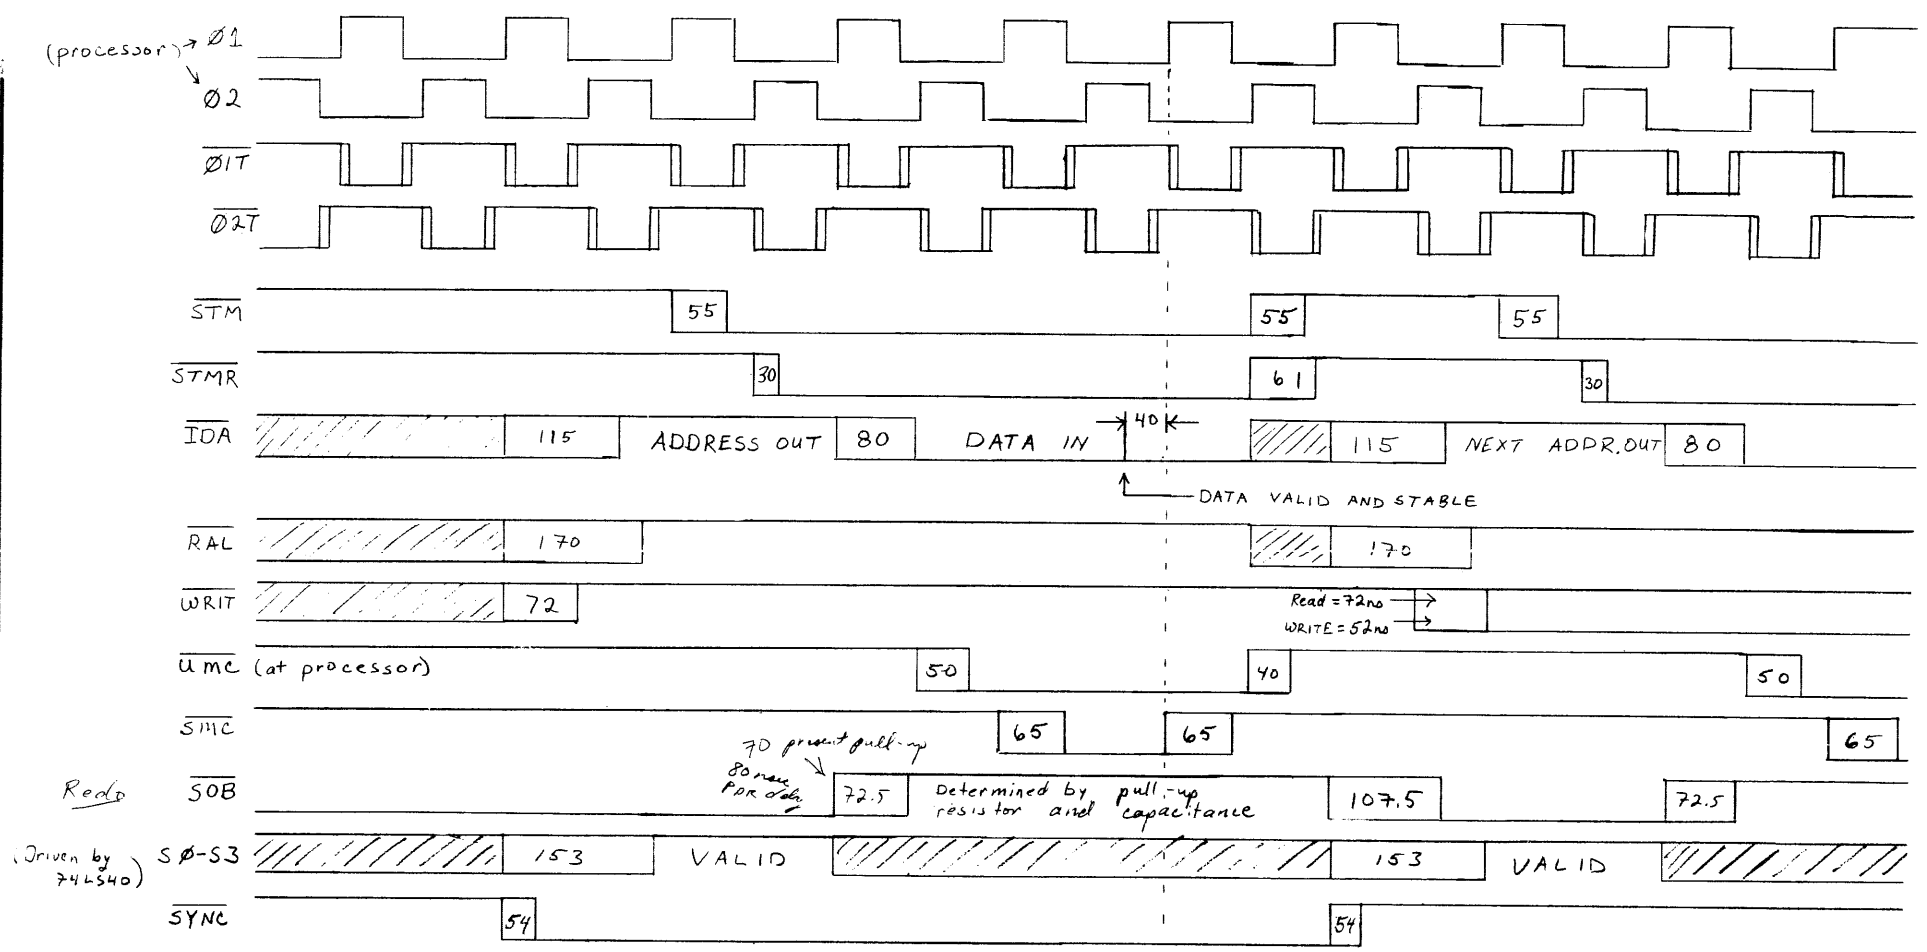 (processor) Ø1
Ø2
Ø1T
Ø2T
STM 55 55 55
STMR 30 61 30
IDA 115 ADDRESS OUT 80 DATA IN 40 115 NEXT ADDR.OUT 80
DATA VALID AND STABLE
RAL 170 170
WRIT 72 Read = 72ns
WRITE = 52ns
UMC (at processor) 50 40 50
SMC 65 65 65
70 present pull-up
80 PDR
Redo SOB 72.5 Determined by pull-up 107.5 72.5
resistor and capacitance
(Driven by SØ-S3 153 VALID 153 VALID
74LS40)
SYNC 54 54